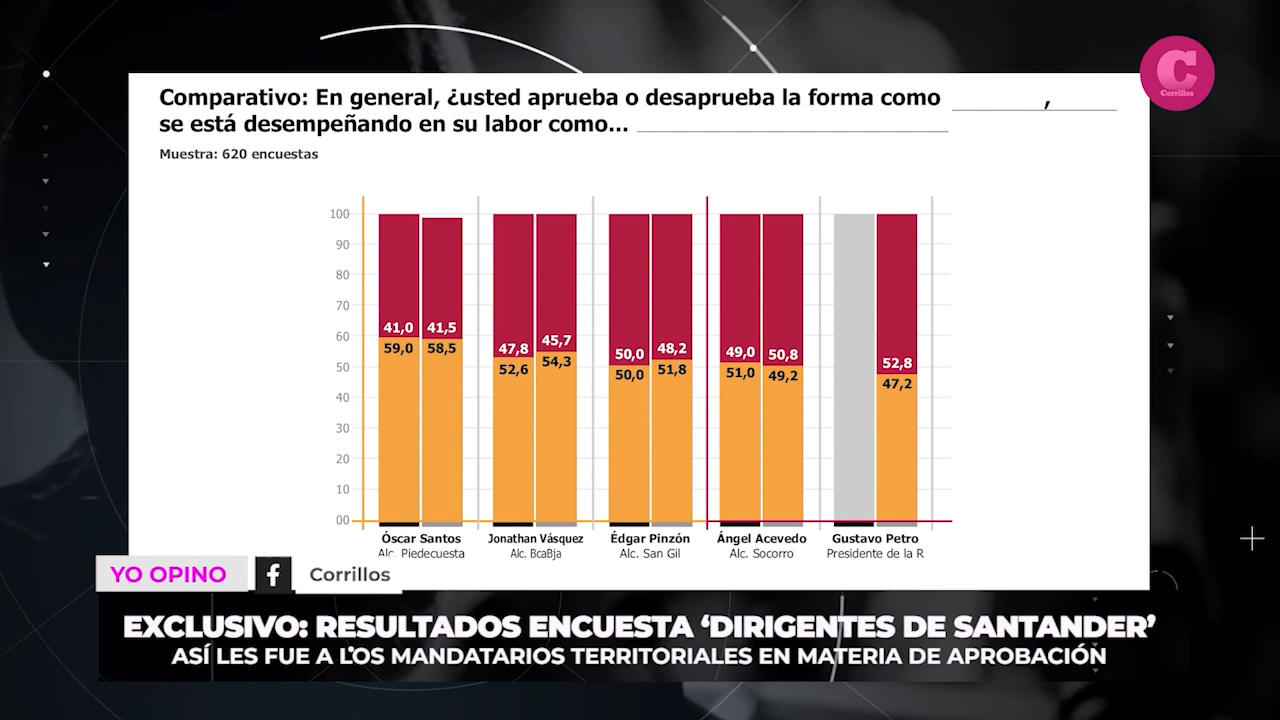 C
Corrillos
Comparativo: En general, ¿usted aprueba o desaprueba la forma como ________, ______
se está desempeñando en su labor como... ______________________
Muestra: 620 encuestas
100
90
80
70
60
50
40
30
20
10
00
41,0 41,5 47,8 45,7 50,0 48,2 49,0 50,8 52,8
59,0 58,5 52,6 54,3 50,0 51,8 51,0 49,2 47,2
Óscar Santos Jonathan Vásquez Édgar Pinzón Ángel Acevedo Gustavo Petro
Alc. Piedecuesta Alc. BcaBja Alc. San Gil Alc. Socorro Presidente de la R
YO OPINO f Corrillos
EXCLUSIVO: RESULTADOS ENCUESTA ‘DIRIGENTES DE SANTANDER’
ASÍ LES FUE A LOS MANDATARIOS TERRITORIALES EN MATERIA DE APROBACIÓN